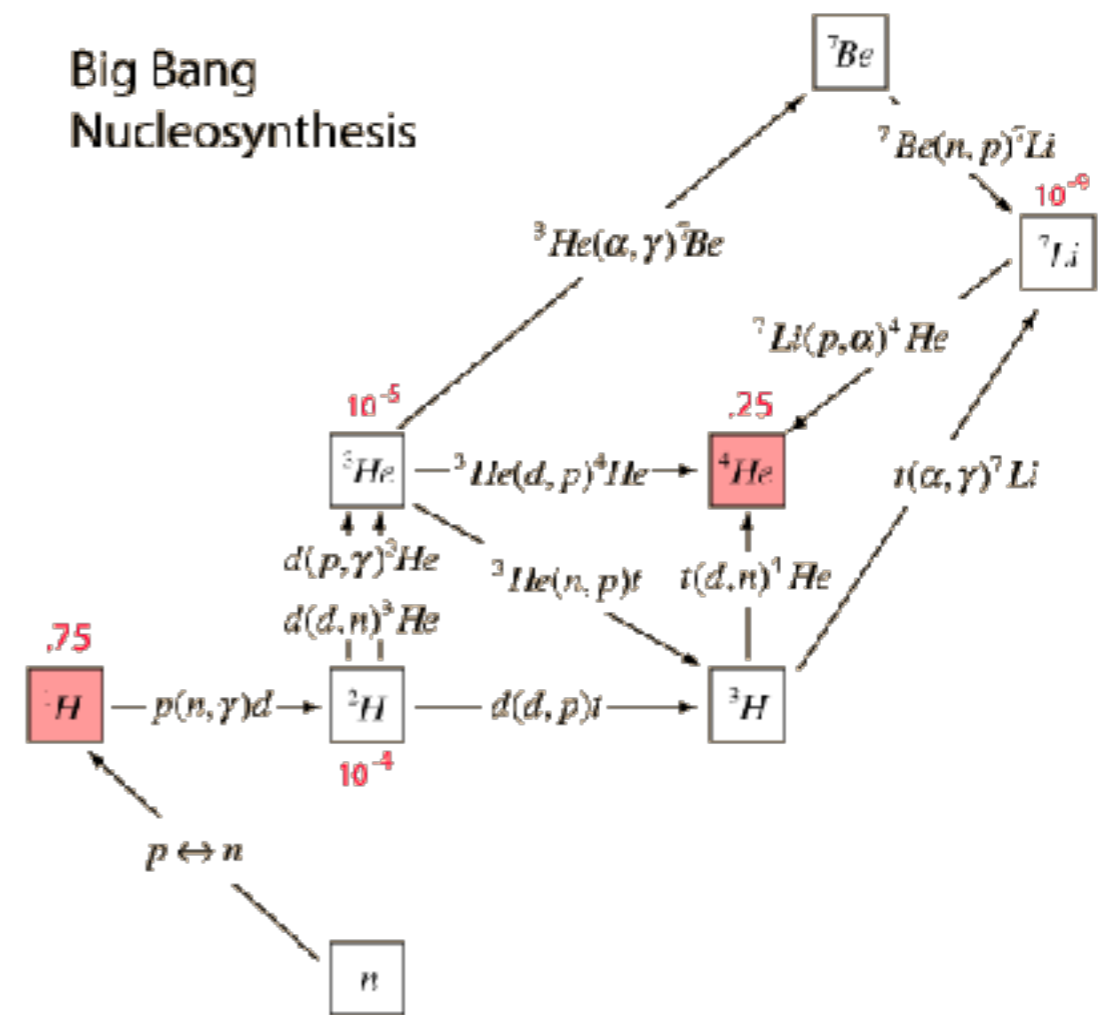 Big Bang
Nucleosynthesis
⁷Be
⁷Be(n, p)⁷Li
10⁻⁹
⁷Li
³He(α, γ)⁷Be
⁷Li(p,α)⁴He
10⁻⁵
.25
³He
³He(d, p)⁴He
⁴He
t(α, γ)⁷Li
d(p,γ)³He
³He(n, p)t
t(d,n)⁴He
d(d,n)³He
.75
¹H
p(n, γ)d
²H
d(d, p)t
³H
10⁻⁴
p ⇔ n
n